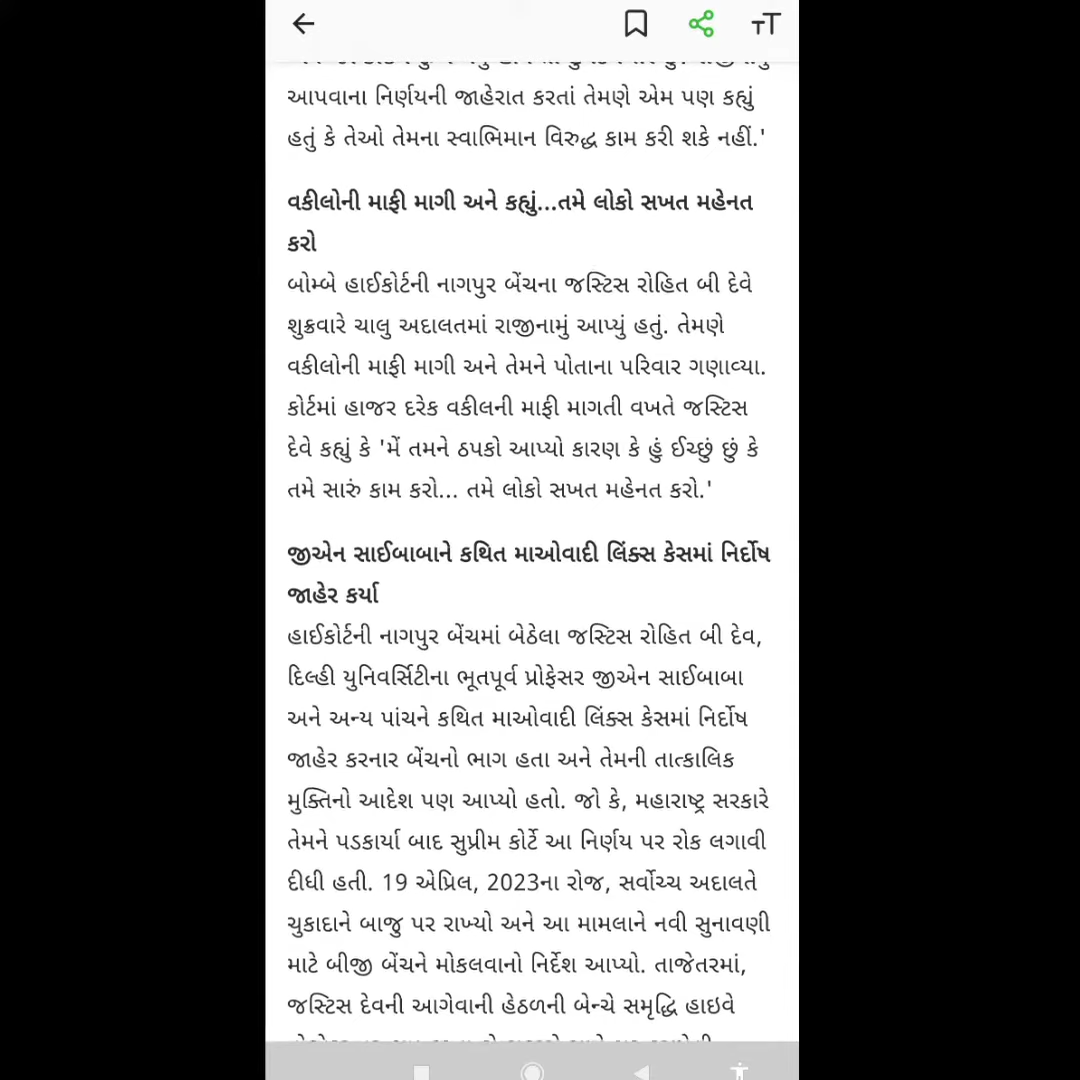 આપવાના નિર્ણયની જાહેરાત કરતાં તેમણે એમ પણ કહ્યું
હતું કે તેઓ તેમના સ્વાભિમાન વિરુદ્ધ કામ કરી શકે નહીં.'
વકીલોની માફી માગી અને કહ્યું...તમે લોકો સખત મહેનત
કરો
બોમ્બે હાઈકોર્ટની નાગપુર બેંચના જસ્ટિસ રોહિત બી દેવે
શુક્રવારે ચાલુ અદાલતમાં રાજીનામું આપ્યું હતું. તેમણે
વકીલોની માફી માગી અને તેમને પોતાના પરિવાર ગણાવ્યા.
કોર્ટમાં હાજર દરેક વકીલની માફી માગતી વખતે જસ્ટિસ
દેવે કહ્યું કે 'મેં તમને ઠપકો આપ્યો કારણ કે હું ઈચ્છું છું કે
તમે સારું કામ કરો... તમે લોકો સખત મહેનત કરો.'
જીએન સાઈબાબાને કથિત માઓવાદી લિંક્સ કેસમાં નિર્દોષ
જાહેર કર્યા
હાઈકોર્ટની નાગપુર બેંચમાં બેઠેલા જસ્ટિસ રોહિત બી દેવ,
દિલ્હી યુનિવર્સિટીના ભૂતપૂર્વ પ્રોફેસર જીએન સાઈબાબા
અને અન્ય પાંચને કથિત માઓવાદી લિંક્સ કેસમાં નિર્દોષ
જાહેર કરનાર બેંચનો ભાગ હતા અને તેમની તાત્કાલિક
મુક્તિનો આદેશ પણ આપ્યો હતો. જો કે, મહારાષ્ટ્ર સરકારે
તેમને પડકાર્યા બાદ સુપ્રીમ કોર્ટે આ નિર્ણય પર રોક લગાવી
દીધી હતી. 19 એપ્રિલ, 2023ના રોજ, સર્વોચ્ચ અદાલતે
ચુકાદાને બાજુ પર રાખ્યો અને આ મામલાને નવી સુનાવણી
માટે બીજી બેંચને મોકલવાનો નિર્દેશ આપ્યો. તાજેતરમાં,
જસ્ટિસ દેવની આગેવાની હેઠળની બેન્ચે સમૃદ્ધિ હાઇવે